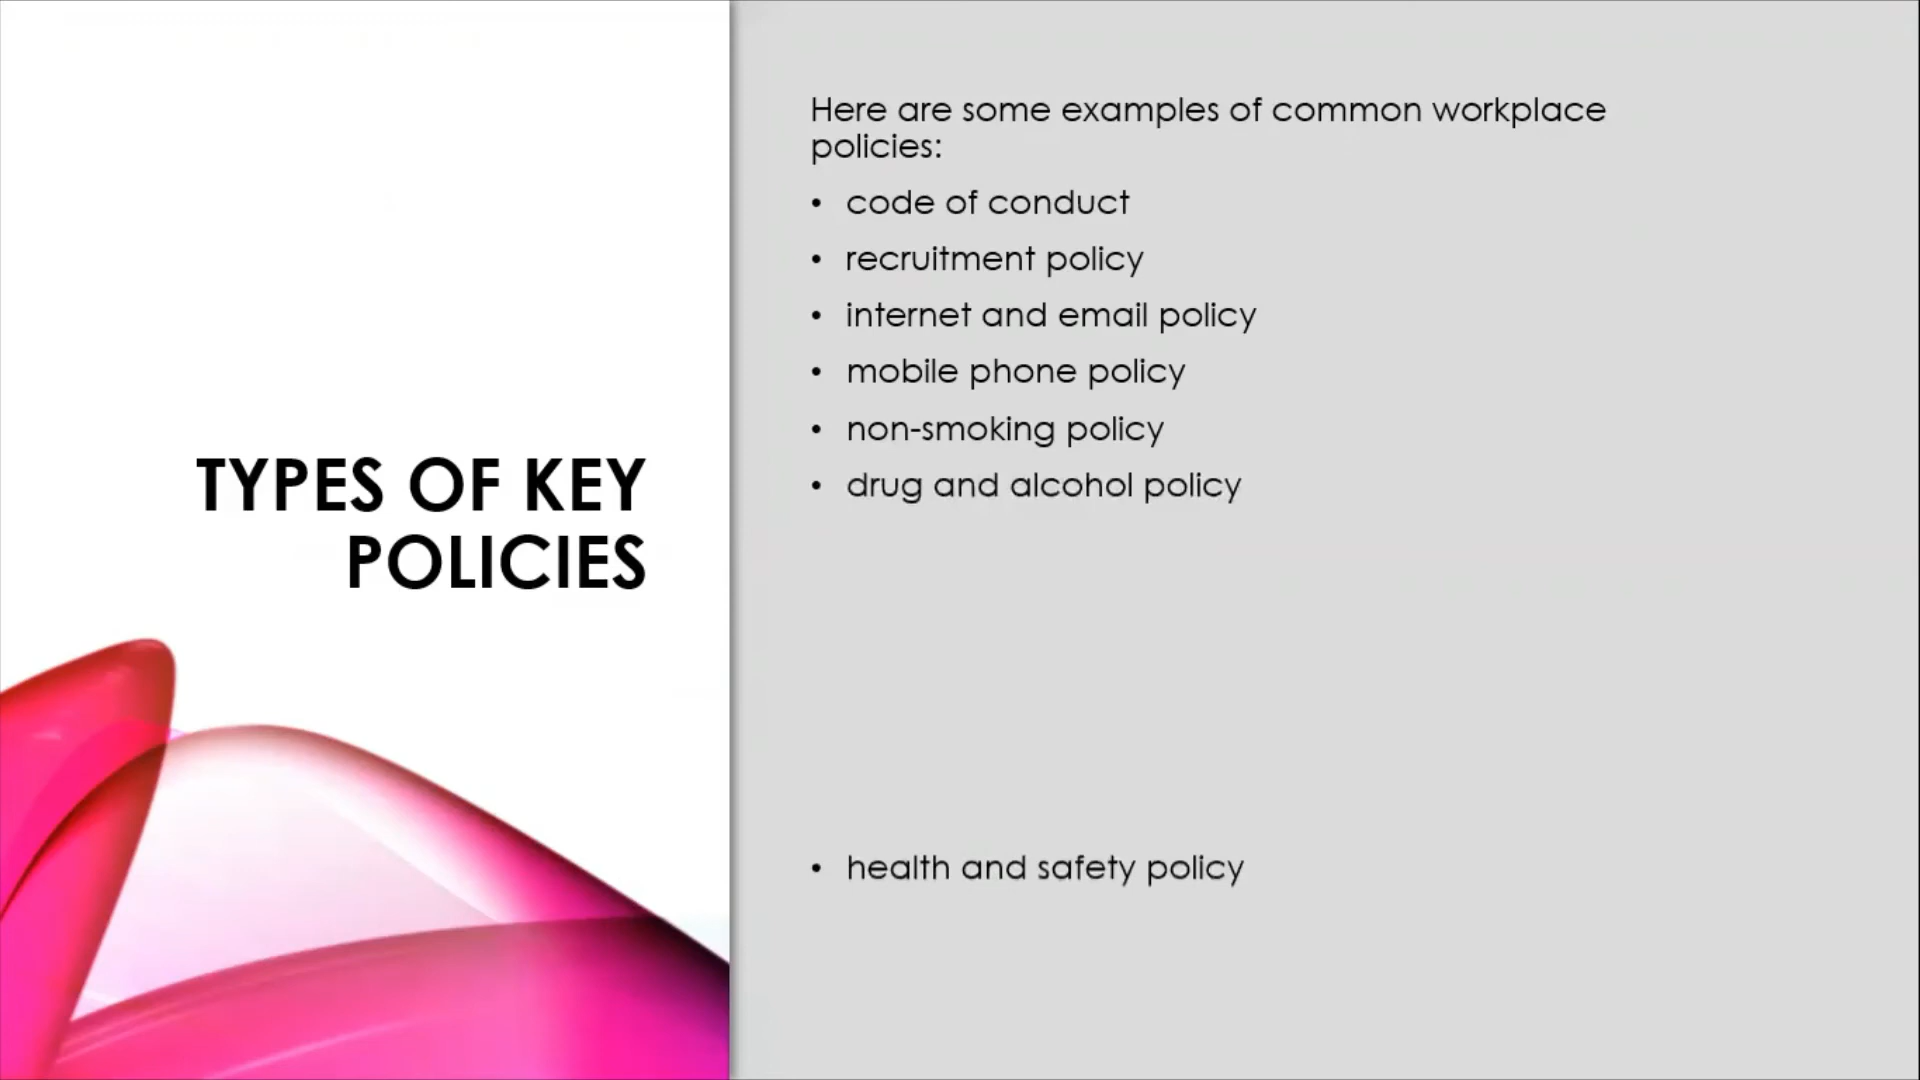 TYPES OF KEY
POLICIES
Here are some examples of common workplace
policies:
• code of conduct
• recruitment policy
• internet and email policy
• mobile phone policy
• non-smoking policy
• drug and alcohol policy
• health and safety policy